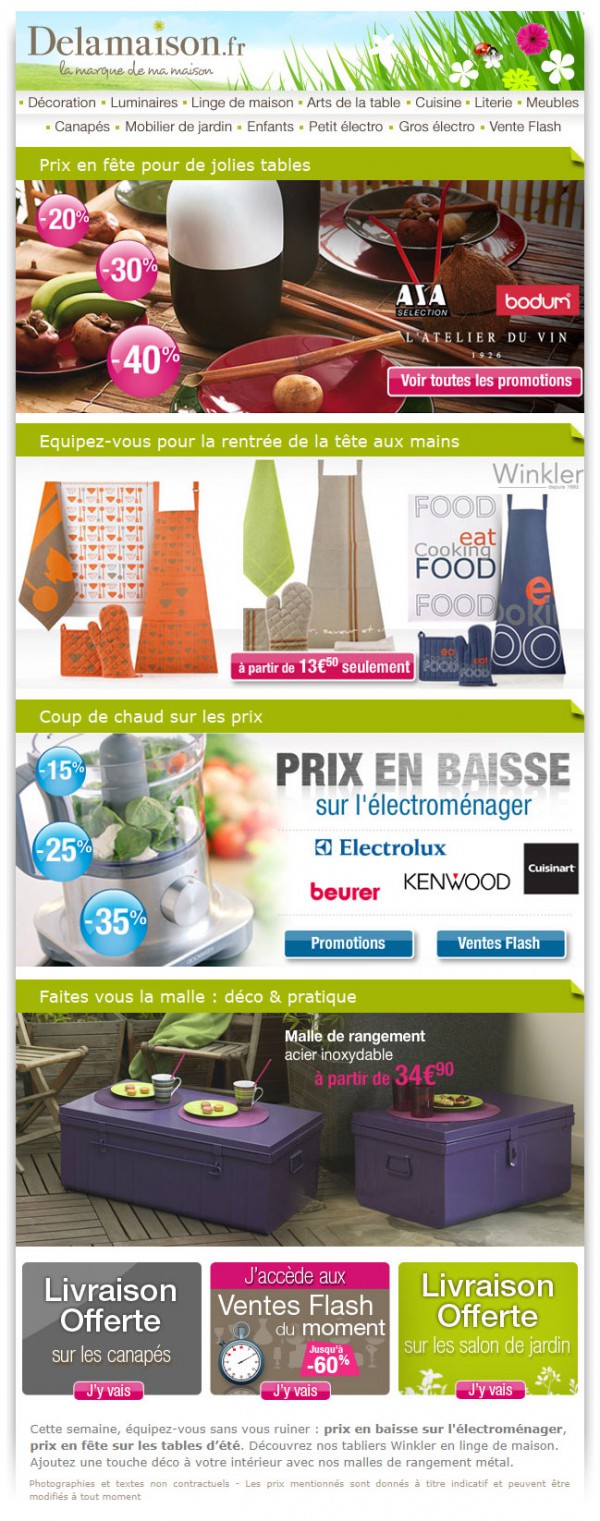 Delamaison.fr
la marque de ma maison
Décoration Luminaires Linge de maison Arts de la table Cuisine Literie Meubles
Canapés Mobilier de jardin Enfants Petit électro Gros électro Vente Flash
Prix en fête pour de jolies tables
-20%
-30%
-40%
ASA
SELECTION
bodum
L'ATELIER DU VIN
1926
Voir toutes les promotions
Equipez-vous pour la rentrée de la tête aux mains
Winkler
FOOD
eat
Cooking
FOOD
FOOD
eat
FOOD
eat
FOOD
à partir de 13€50 seulement
Coup de chaud sur les prix
-15%
-25%
-35%
PRIX EN BAISSE
sur l'électroménager
Electrolux
beurer
KENWOOD
Cuisinart
Promotions
Ventes Flash
Faites vous la malle : déco & pratique
Malle de rangement
acier inoxydable
à partir de 34€90
Livraison
Offerte
sur les canapés
J'y vais
J'accède aux
Ventes Flash
du moment
Jusqu'à
-60%
J'y vais
Livraison
Offerte
sur les salon de jardin
J'y vais
Cette semaine, équipez-vous sans vous ruiner : prix en baisse sur l'électroménager,
prix en fête sur les tables d'été. Découvrez nos tabliers Winkler en linge de maison.
Ajoutez une touche déco à votre intérieur avec nos malles de rangement métal.
Photographies et textes non contractuels - Les prix mentionnés sont donnés à titre indicatif et peuvent être
modifiés à tout moment